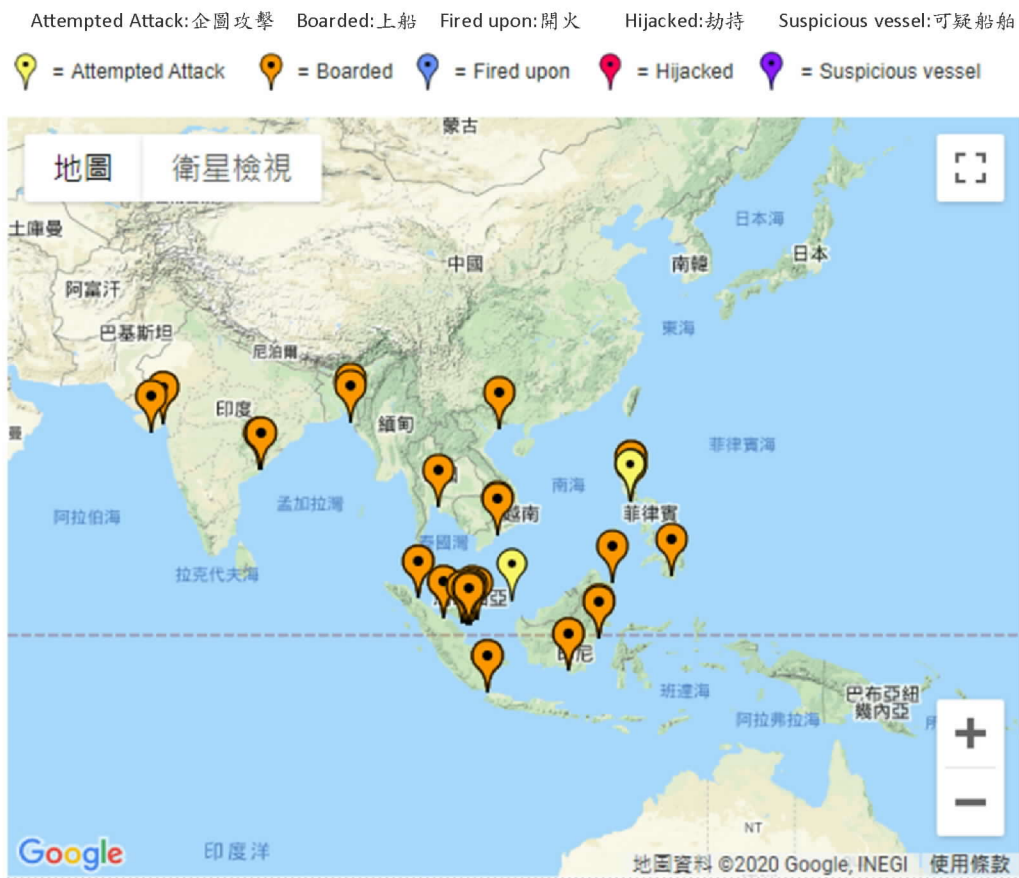 Attempted Attack:企圖攻擊 Boarded:上船 Fired upon:開火 Hijacked:劫持 Suspicious vessel:可疑船舶
= Attempted Attack = Boarded = Fired upon = Hijacked = Suspicious vessel
蒙古
地圖 衛星檢視
土庫曼
日本海
日本
中國
南韓
阿富汗
東海
巴基斯坦
尼泊爾
印度
緬甸
菲律賓海
南海
孟加拉灣
阿拉伯海
越南
菲律賓
泰國灣
拉克代夫海
亞
印尼
班達海
巴布亞紐
幾內亞
阿拉弗拉海
NT
印度洋
Google
地圖資料 ©2020 Google, INEGI 使用條款